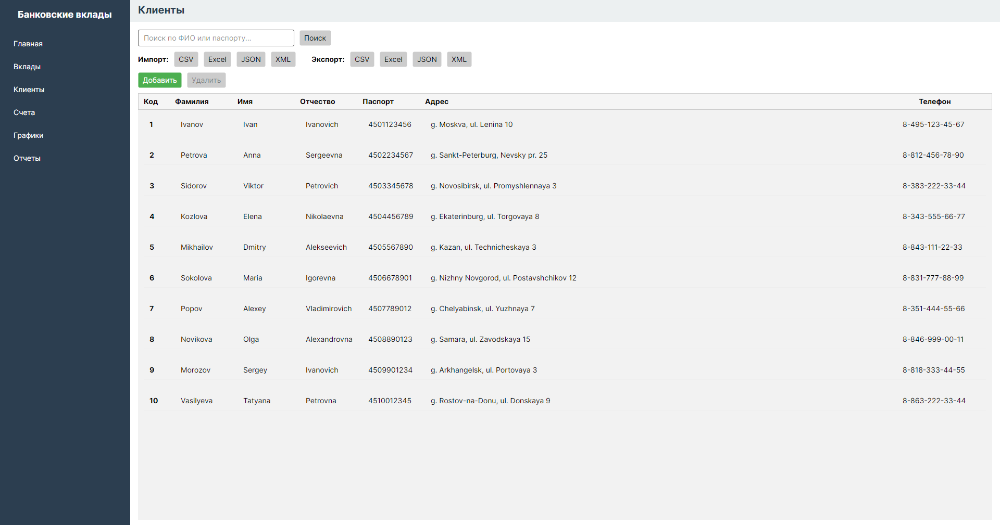 Банковские вклады
Главная
Вклады
Клиенты
Счета
Графики
Отчеты
Клиенты
Поиск по ФИО или паспорту... Поиск
Импорт: CSV Excel JSON XML Экспорт: CSV Excel JSON XML
Добавить Удалить
Код Фамилия Имя Отчество Паспорт Адрес Телефон
1 Ivanov Ivan Ivanovich 4501123456 g. Moskva, ul. Lenina 10 8-495-123-45-67
2 Petrova Anna Sergeevna 4502234567 g. Sankt-Peterburg, Nevsky pr. 25 8-812-456-78-90
3 Sidorov Viktor Petrovich 4503345678 g. Novosibirsk, ul. Promyshlennaya 3 8-383-222-33-44
4 Kozlova Elena Nikolaevna 4504456789 g. Ekaterinburg, ul. Torgovaya 8 8-343-555-66-77
5 Mikhailov Dmitry Alekseevich 4505567890 g. Kazan, ul. Technicheskaya 3 8-843-111-22-33
6 Sokolova Maria Igorevna 4506678901 g. Nizhny Novgorod, ul. Postavshchikov 12 8-831-777-88-99
7 Popov Alexey Vladimirovich 4507789012 g. Chelyabinsk, ul. Yuzhnaya 7 8-351-444-55-66
8 Novikova Olga Alexandrovna 4508890123 g. Samara, ul. Zavodskaya 15 8-846-999-00-11
9 Morozov Sergey Ivanovich 4509901234 g. Arkhangelsk, ul. Portovaya 3 8-818-333-44-55
10 Vasilyeva Tatyana Petrovna 4510012345 g. Rostov-na-Donu, ul. Donskaya 9 8-863-222-33-44